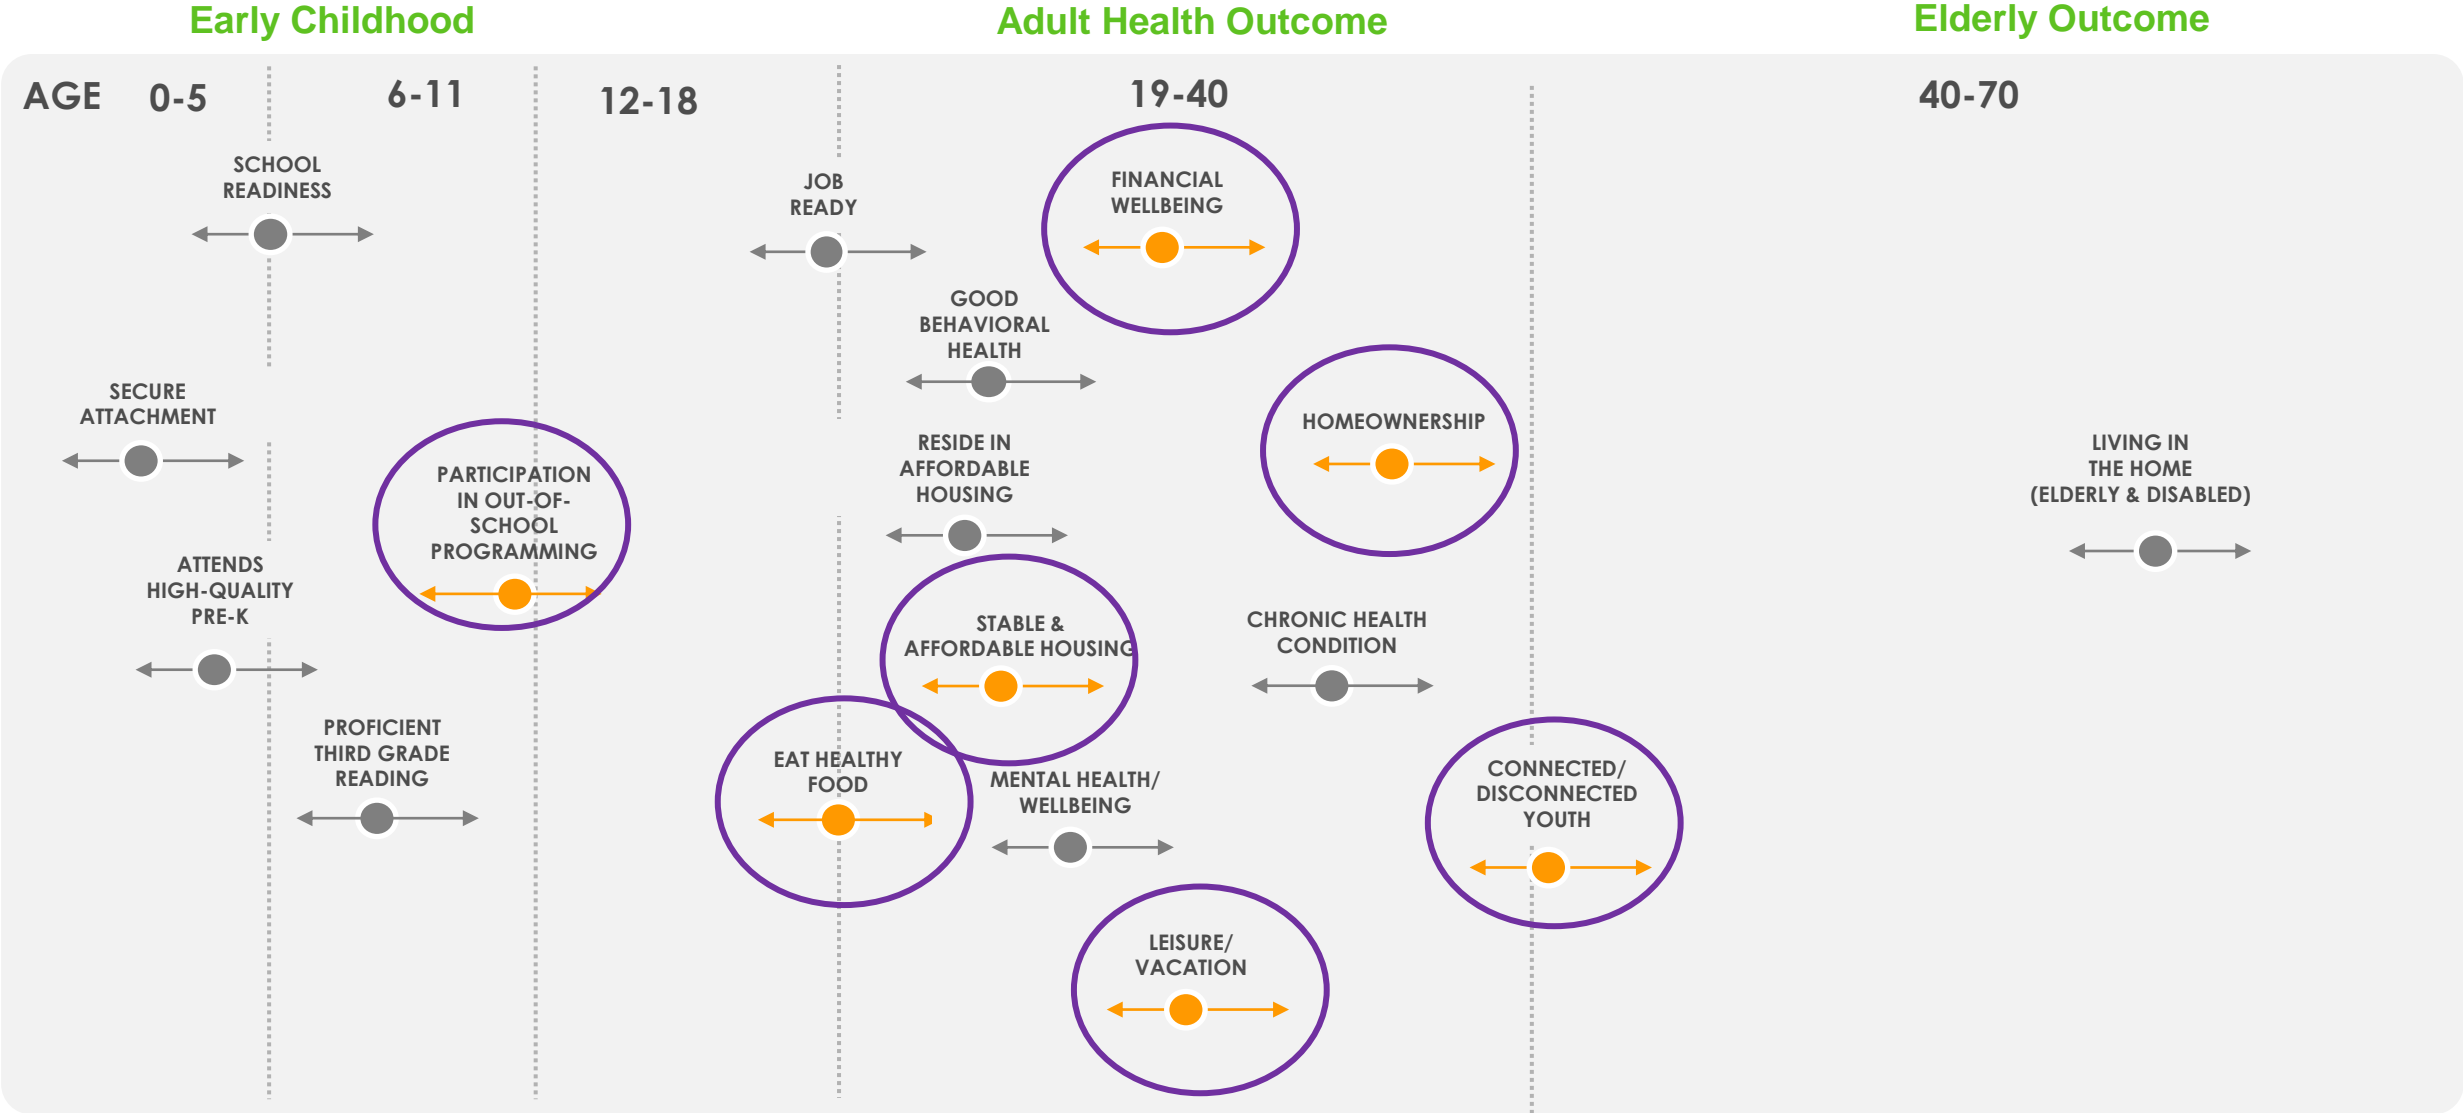 Early Childhood
Adult Health Outcome
Elderly Outcome
AGE
0-5
6-11
12-18
19-40
40-70
SCHOOL
READINESS
SECURE
ATTACHMENT
ATTENDS
HIGH-QUALITY
PRE-K
PROFICIENT
THIRD GRADE
READING
PARTICIPATION
IN OUT-OF-
SCHOOL
PROGRAMMING
JOB
READY
EAT HEALTHY
FOOD
GOOD
BEHAVIORAL
HEALTH
RESIDE IN
AFFORDABLE
HOUSING
STABLE &
AFFORDABLE HOUSING
MENTAL HEALTH/
WELLBEING
FINANCIAL
WELLBEING
HOMEOWNERSHIP
CHRONIC HEALTH
CONDITION
LEISURE/
VACATION
CONNECTED/
DISCONNECTED
YOUTH
LIVING IN
THE HOME
(ELDERLY & DISABLED)